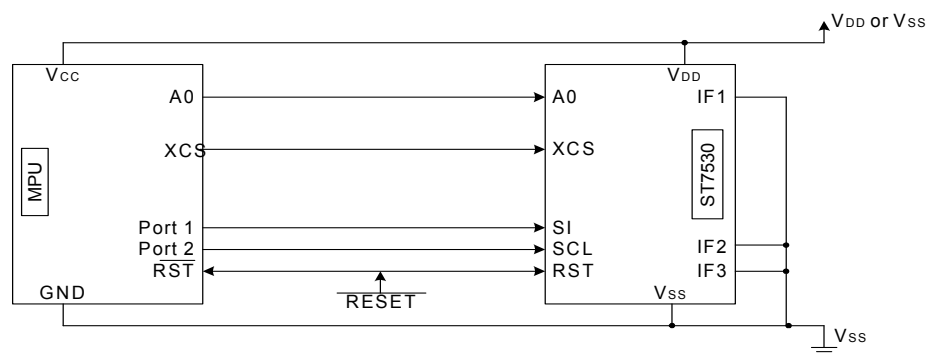 VDD or VSS
VCC
VDD
A0
A0
IF1
XCS
XCS
MPU
ST7530
Port 1
SI
Port 2
SCL
IF2
RST
RST
IF3
RESET
GND
VSS
VSS